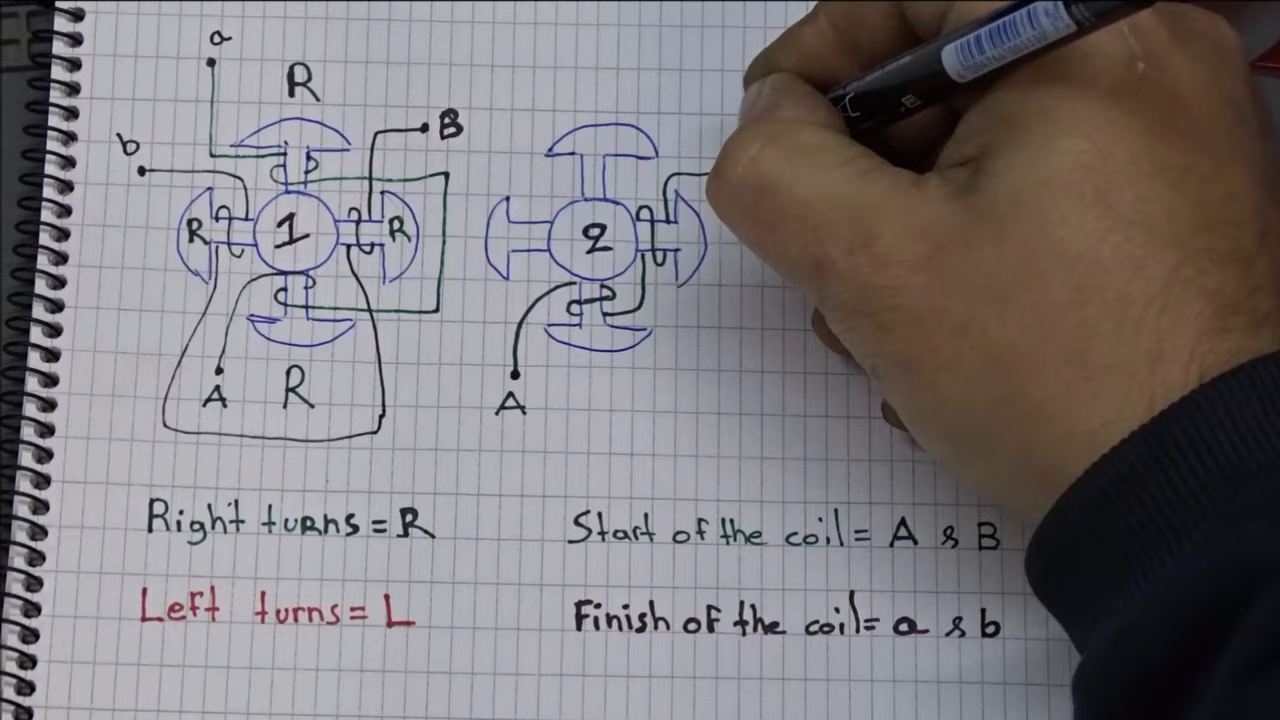 a
R
b
B
R
1
R
2
A
R
A
Right turns = R
Start of the coil = A & B
Left turns = L
Finish of the coil = a & b